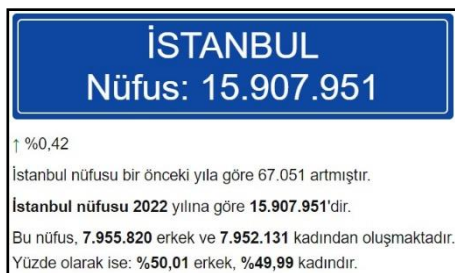 İSTANBUL
Nüfus: 15.907.951
↑ %0,42
İstanbul nüfusu bir önceki yıla göre 67.051 artmıştır.
İstanbul nüfusu 2022 yılına göre 15.907.951'dir.
Bu nüfus, 7.955.820 erkek ve 7.952.131 kadından oluşmaktadır.
Yüzde olarak ise: %50,01 erkek, %49,99 kadındır.